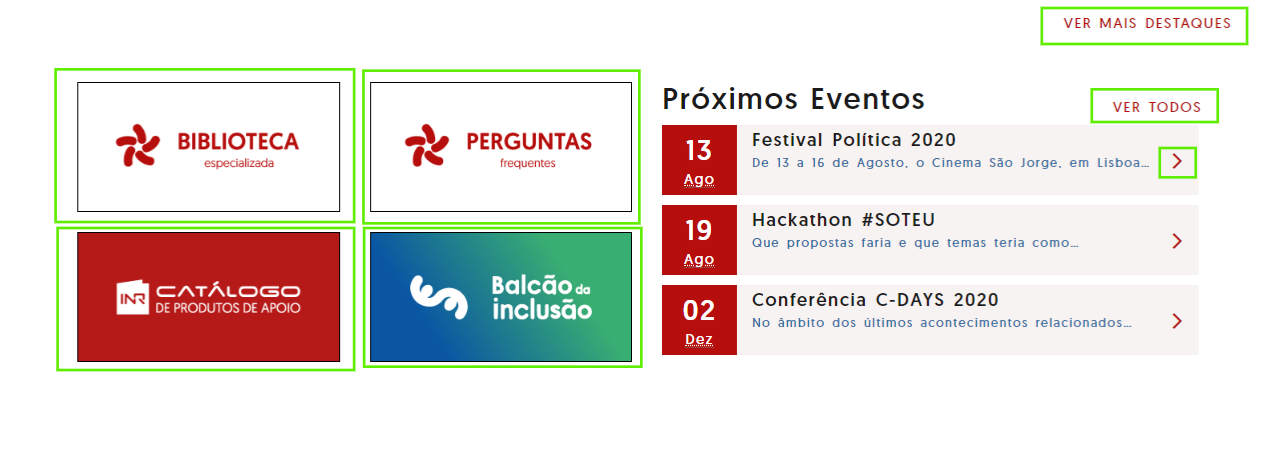 VER MAIS DESTAQUES
BIBLIOTECA
especializada
PERGUNTAS
frequentes
INR CATÁLOGO
DE PRODUTOS DE APOIO
Balcão da
inclusão
Próximos Eventos
VER TODOS
13
Ago
Festival Política 2020
De 13 a 16 de Agosto, o Cinema São Jorge, em Lisboa...
19
Ago
Hackathon #SOTEU
Que propostas faria e que temas teria como...
02
Dez
Conferência C-DAYS 2020
No âmbito dos últimos acontecimentos relacionados...